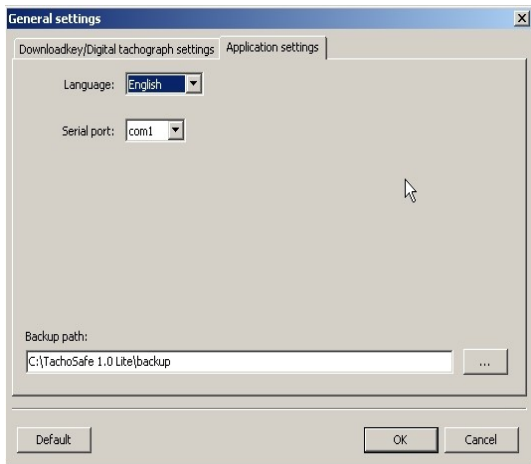 General settings
Downloadkey/Digital tachograph settings Application settings
Language: English
Serial port: com1
Backup path:
C:\TachoSafe 1.0 Lite\backup ...
Default OK Cancel